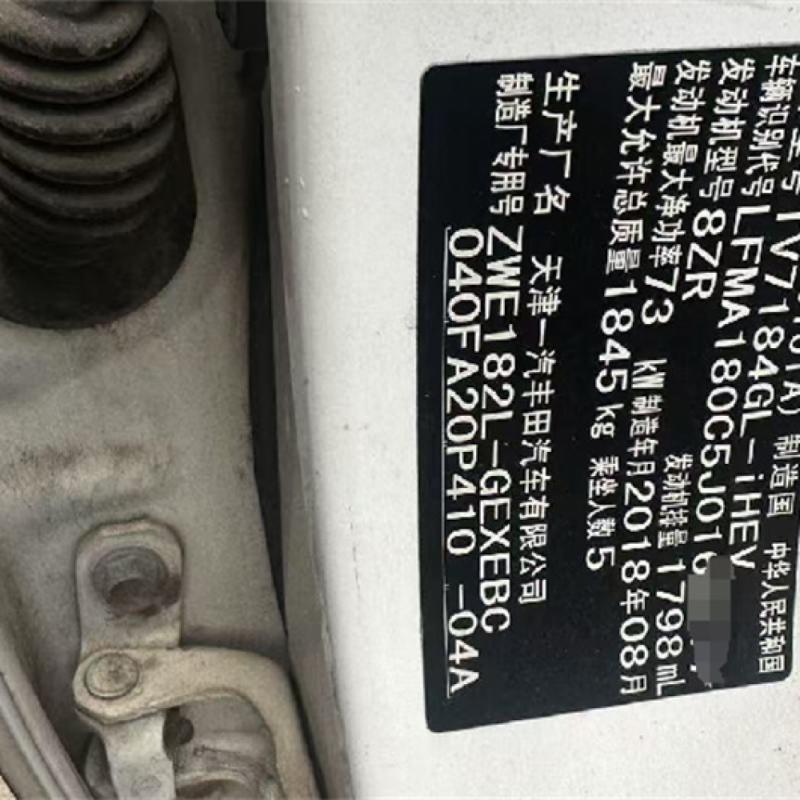 TV7184GL-iHEV 制造国 中华人民共和国
车辆识别代号 LFMA180C5J016
发动机型号 8ZR 发动机排量 1798 mL
发动机最大净功率 73 kW 制造年月 2018年08月
最大允许总质量 1845 kg 乘坐人数 5
生产厂名 天津一汽丰田汽车有限公司
制造厂专用号 ZWE182L-GEXEBC
040FA20P410 -04A